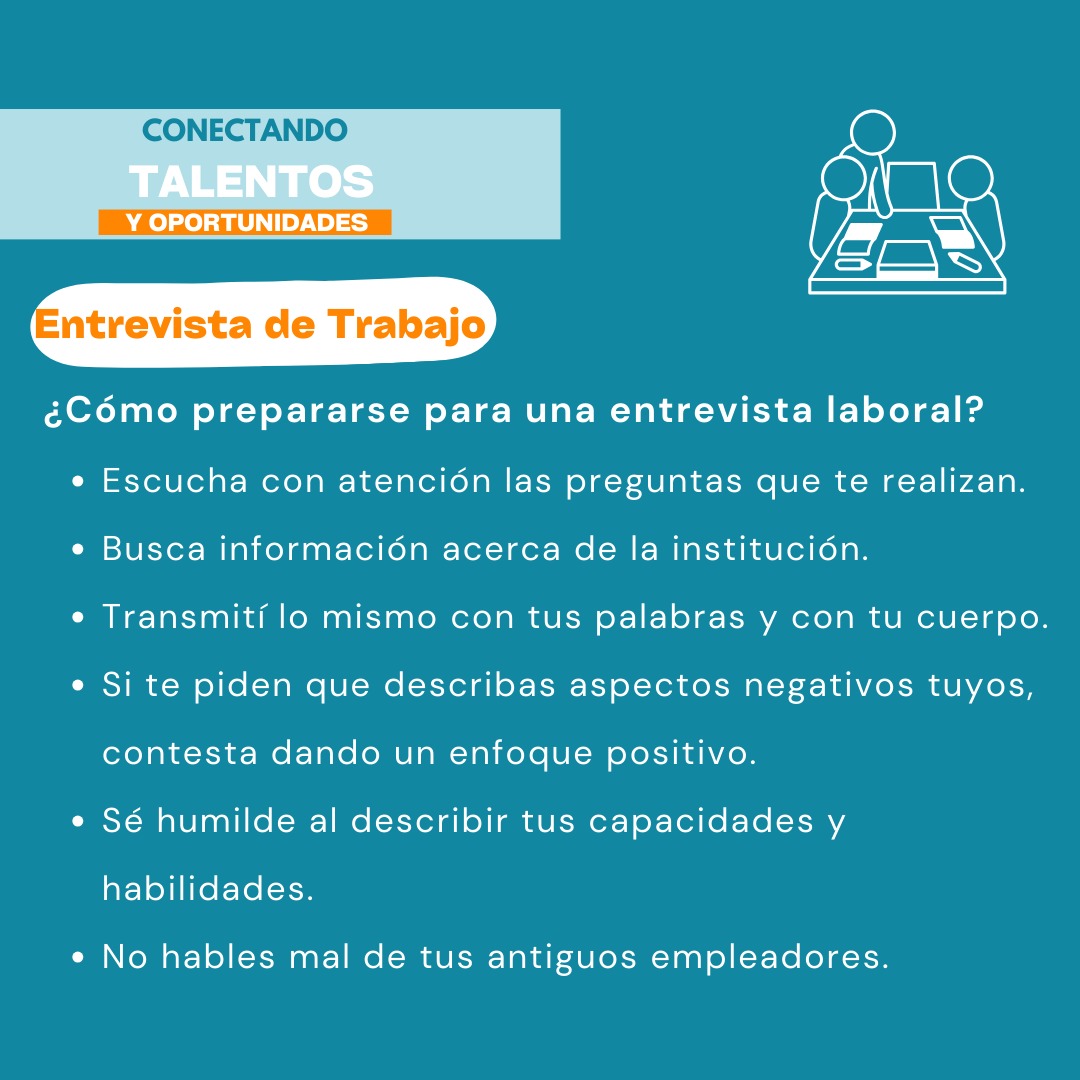 CONECTANDO
TALENTOS
Y OPORTUNIDADES
Entrevista de Trabajo
¿Cómo prepararse para una entrevista laboral?
• Escucha con atención las preguntas que te realizan.
• Busca información acerca de la institución.
• Transmití lo mismo con tus palabras y con tu cuerpo.
• Si te piden que describas aspectos negativos tuyos,
contesta dando un enfoque positivo.
• Sé humilde al describir tus capacidades y
habilidades.
• No hables mal de tus antiguos empleadores.